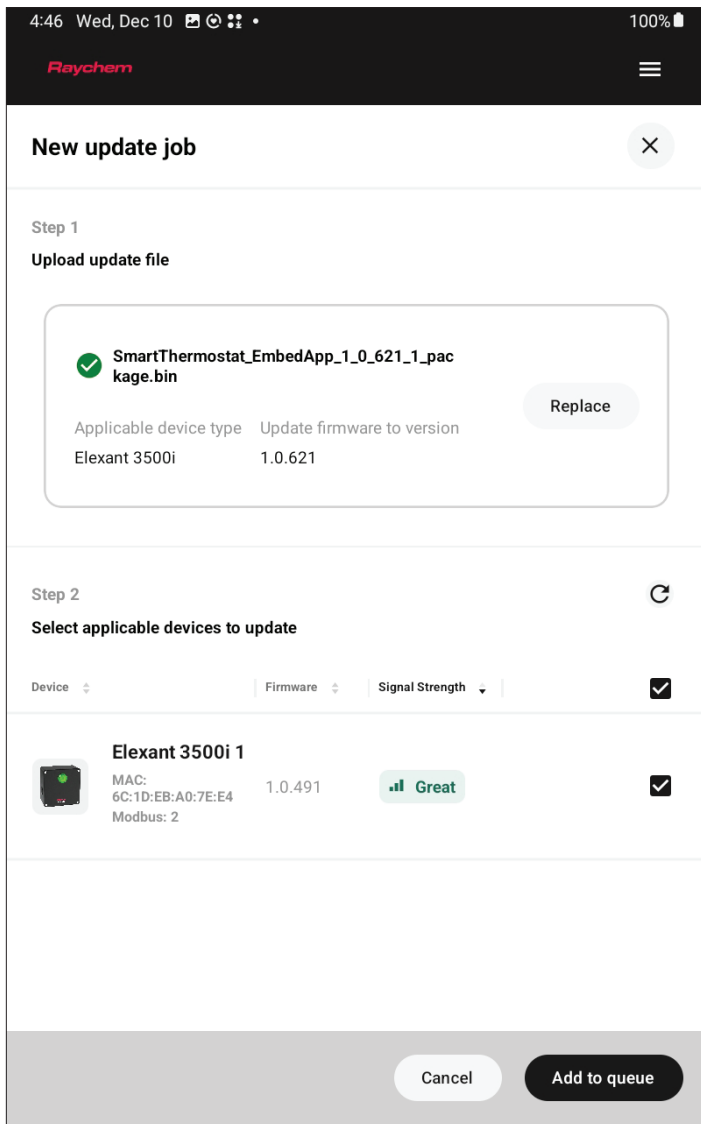 4:46 Wed, Dec 10 100%
Raychem
New update job
Step 1
Upload update file
SmartThermostat_EmbedApp_1_0_621_1_pac
kage.bin
Replace
Applicable device type Update firmware to version
Elexant 3500i 1.0.621
Step 2
Select applicable devices to update
Device Firmware Signal Strength
Elexant 3500i 1
MAC:
6C:1D:EB:A0:7E:E4
Modbus: 2
1.0.491
Great
Cancel Add to queue